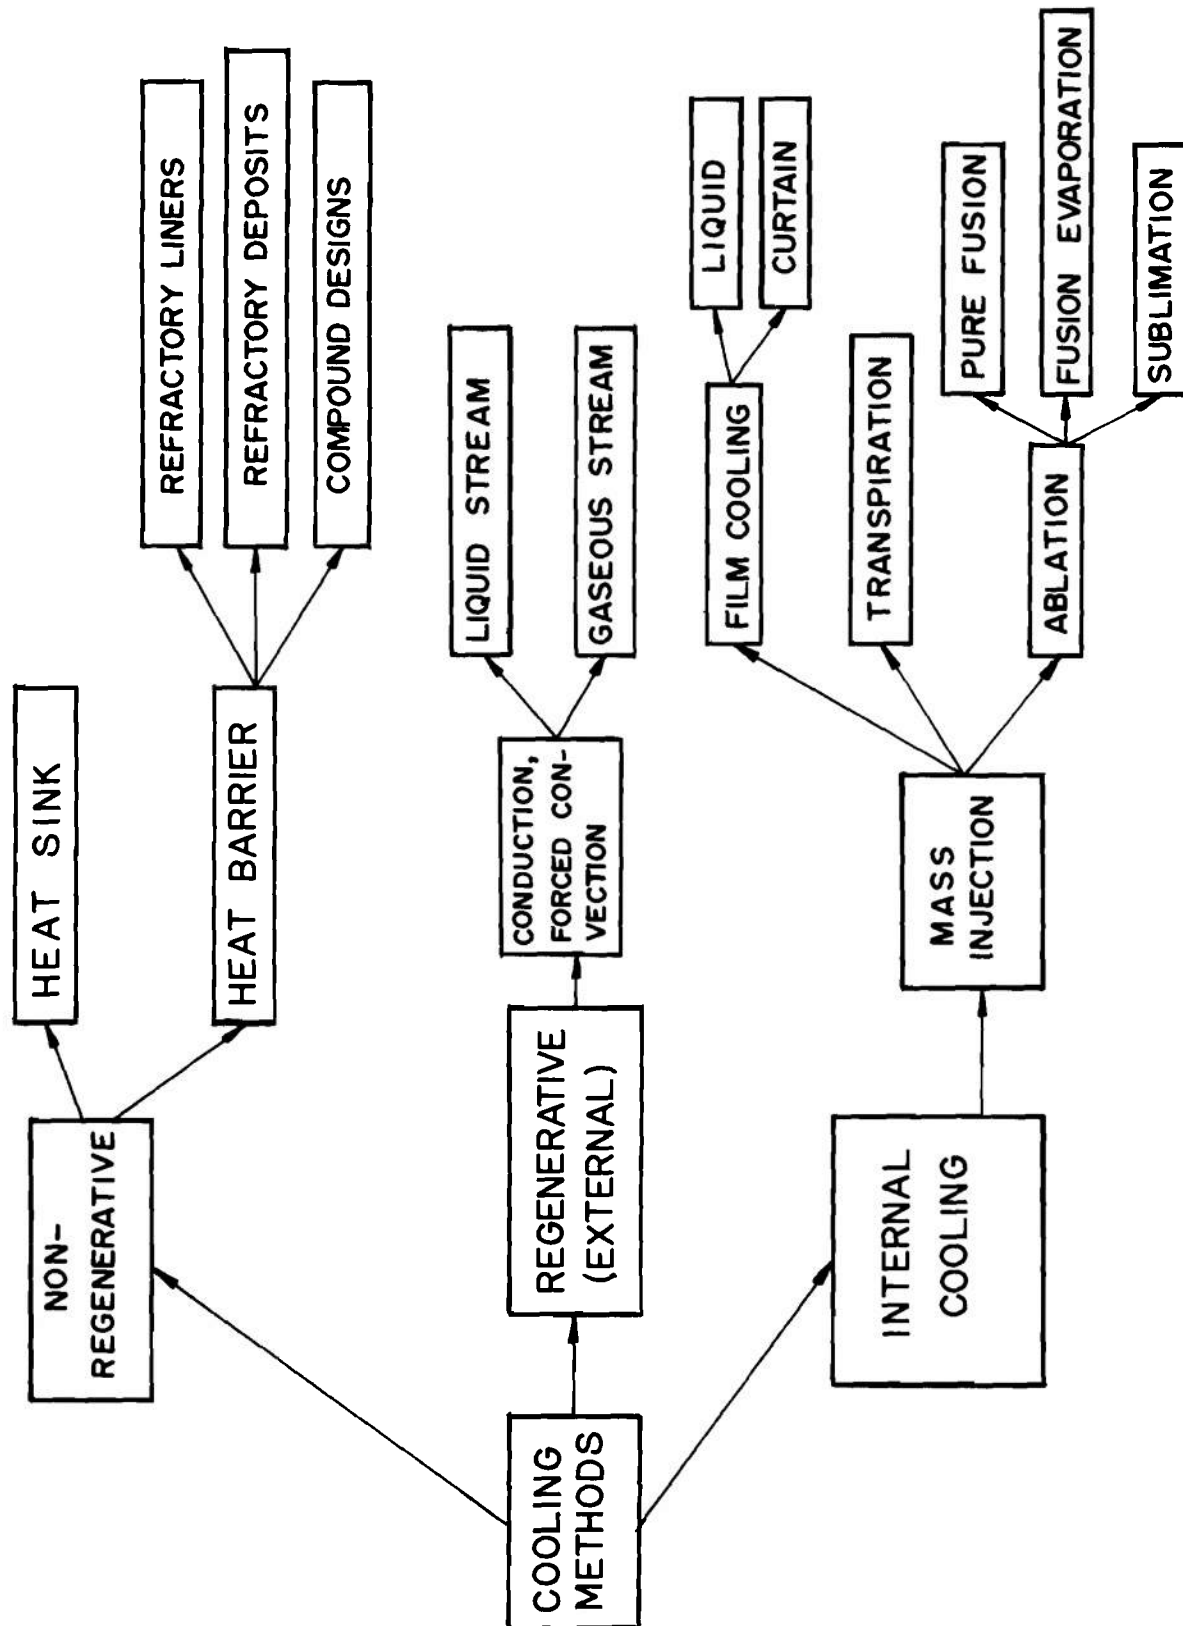 COOLING
METHODS
NON-
REGENERATIVE
HEAT SINK
HEAT BARRIER
REFRACTORY LINERS
REFRACTORY DEPOSITS
COMPOUND DESIGNS
REGENERATIVE
(EXTERNAL)
CONDUCTION,
FORCED CON-
VECTION
LIQUID STREAM
GASEOUS STREAM
INTERNAL
COOLING
MASS
INJECTION
FILM COOLING
LIQUID
CURTAIN
TRANSPIRATION
ABLATION
PURE FUSION
FUSION EVAPORATION
SUBLIMATION